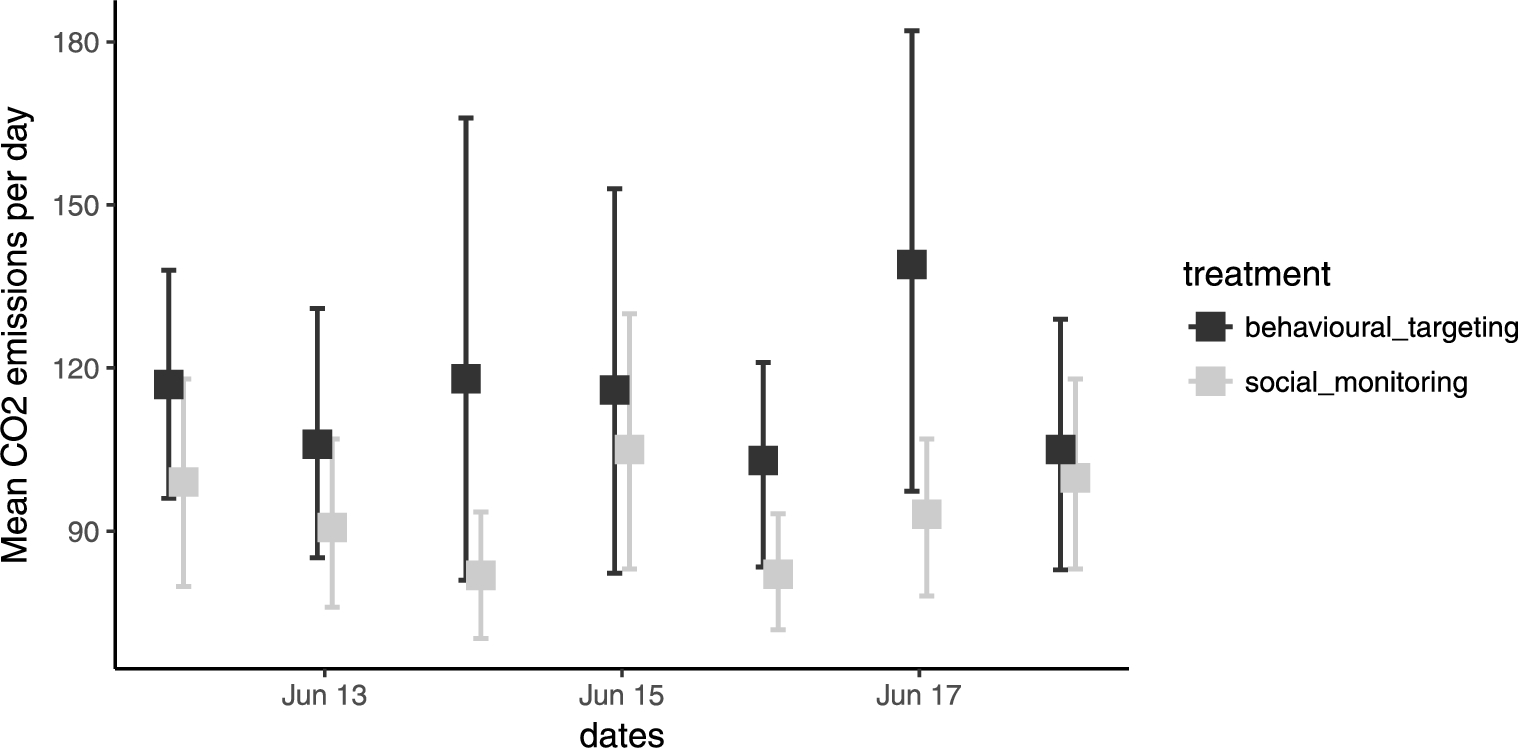 Mean CO2 emissions per day
180
150
120
90
Jun 13
Jun 15
Jun 17
dates
treatment
behavioural_targeting
social_monitoring